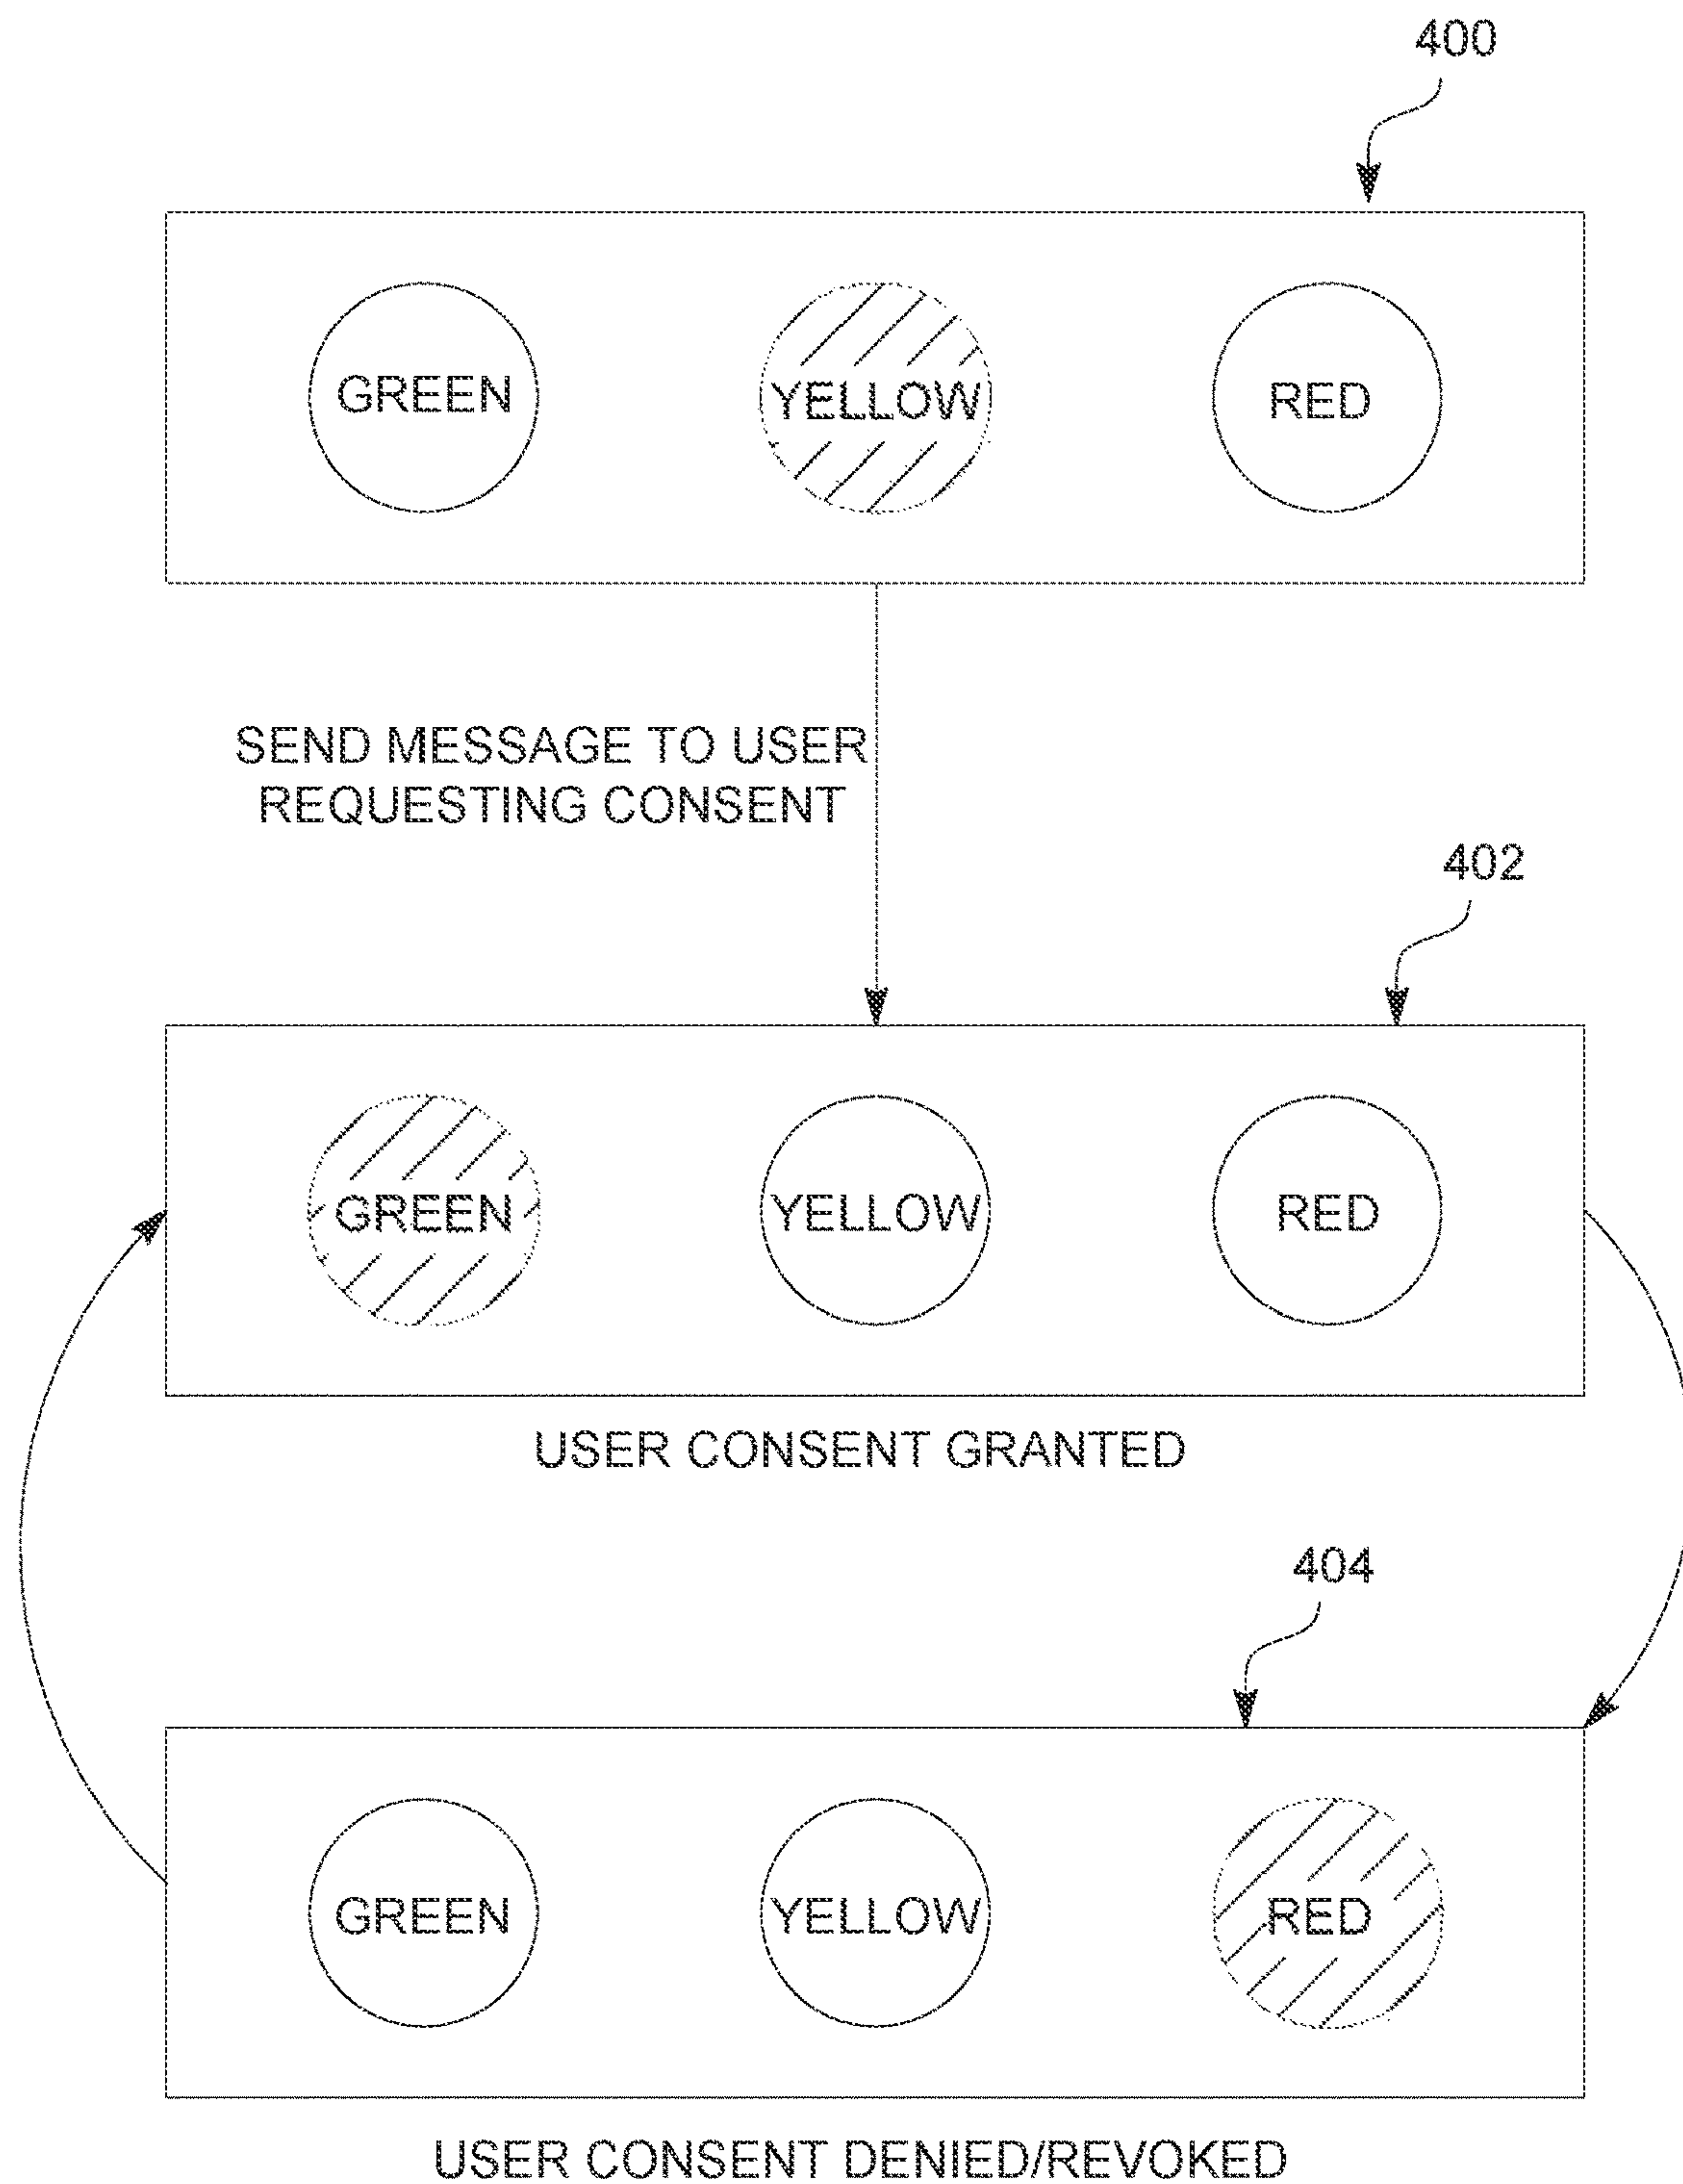 400
GREEN YELLOW RED
SEND MESSAGE TO USER
REQUESTING CONSENT
402
GREEN YELLOW RED
USER CONSENT GRANTED
404
GREEN YELLOW RED
USER CONSENT DENIED/REVOKED